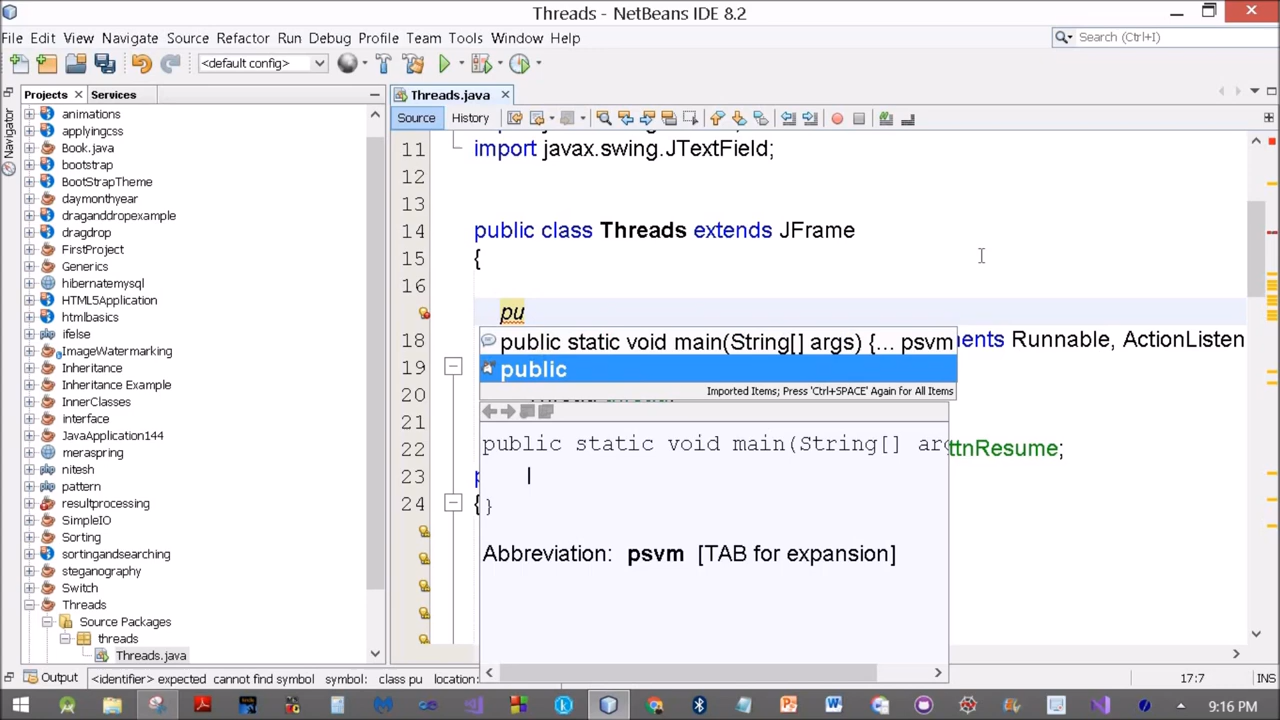 Threads - NetBeans IDE 8.2
File Edit View Navigate Source Refactor Run Debug Profile Team Tools Window Help
Search (Ctrl+I)
<default config>
Projects Services
Navigator
animations
applyingcss
Book.java
bootstrap
BootStrapTheme
daymonthyear
draganddropexample
dragdrop
FirstProject
Generics
hibernatemysql
HTML5Application
htmlbasics
ifelse
ImageWatermarking
Inheritance
Inheritance Example
InnerClasses
interface
JavaApplication144
meraspring
nitesh
pattern
resultprocessing
SimpleIO
Sorting
sortingandsearching
steganography
Switch
Threads
Source Packages
threads
Threads.java
Threads.java
Source History
11 import javax.swing.JTextField;
12
13
14 public class Threads extends JFrame
15 {
16
pu
public static void main(String[] args) {... psvm
public
Imported Items; Press 'Ctrl+SPACE' Again for All Items
18 ents Runnable, ActionListen
19
20
22 ttnResume;
23 p
24 {
public static void main(String[] arg
}
Abbreviation: psvm [TAB for expansion]
Output
<identifier> expected cannot find symbol symbol: class pu location:
17:7
INS
9:16 PM